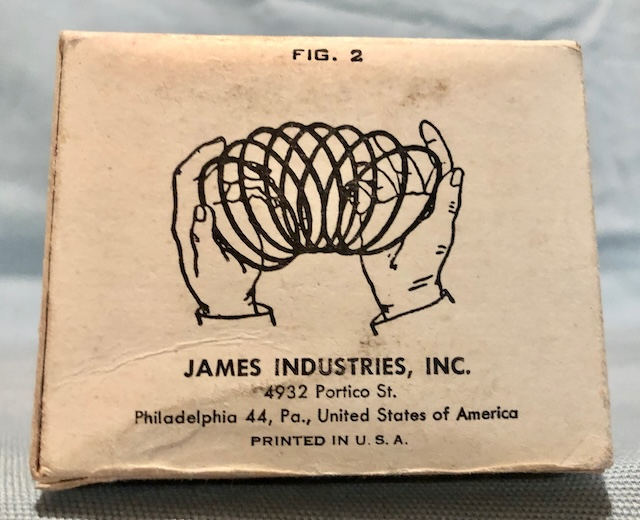 FIG. 2
JAMES INDUSTRIES, INC.
4932 Portico St.
Philadelphia 44, Pa., United States of America
PRINTED IN U. S. A.